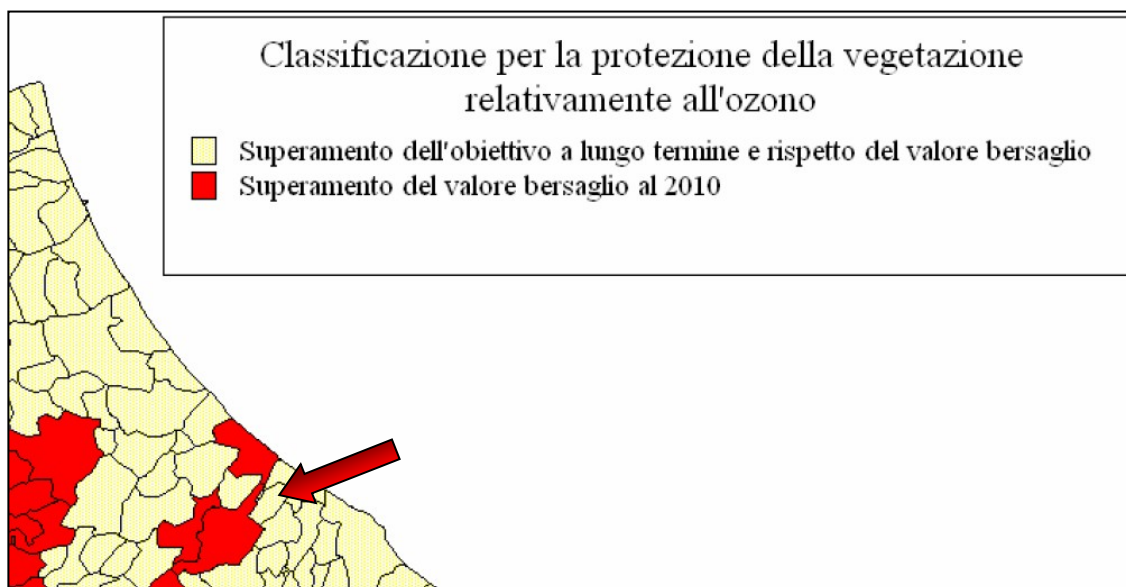 Classificazione per la protezione della vegetazione
relativamente all'ozono
Superamento dell'obiettivo a lungo termine e rispetto del valore bersaglio
Superamento del valore bersaglio al 2010